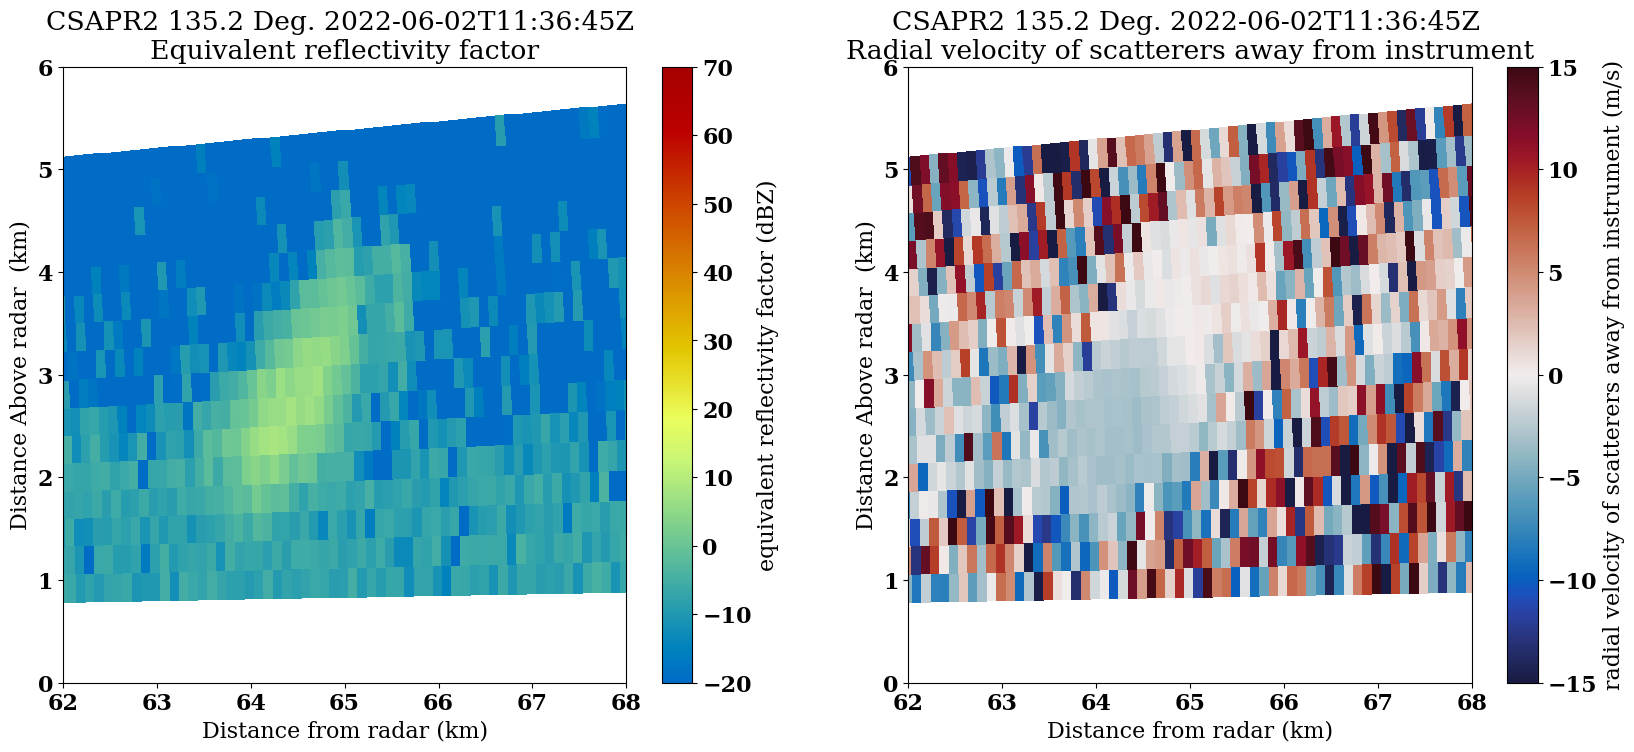 CSAPR2 135.2 Deg. 2022-06-02T11:36:45Z
Equivalent reflectivity factor
6
5
4
3
2
1
0
Distance Above radar  (km)
62 63 64 65 66 67 68
Distance from radar (km)
70
60
50
40
30
20
10
0
−10
−20
equivalent reflectivity factor (dBZ)
CSAPR2 135.2 Deg. 2022-06-02T11:36:45Z
Radial velocity of scatterers away from instrument
6
5
4
3
2
1
0
Distance Above radar  (km)
62 63 64 65 66 67 68
Distance from radar (km)
15
10
5
0
−5
−10
−15
radial velocity of scatterers away from instrument (m/s)